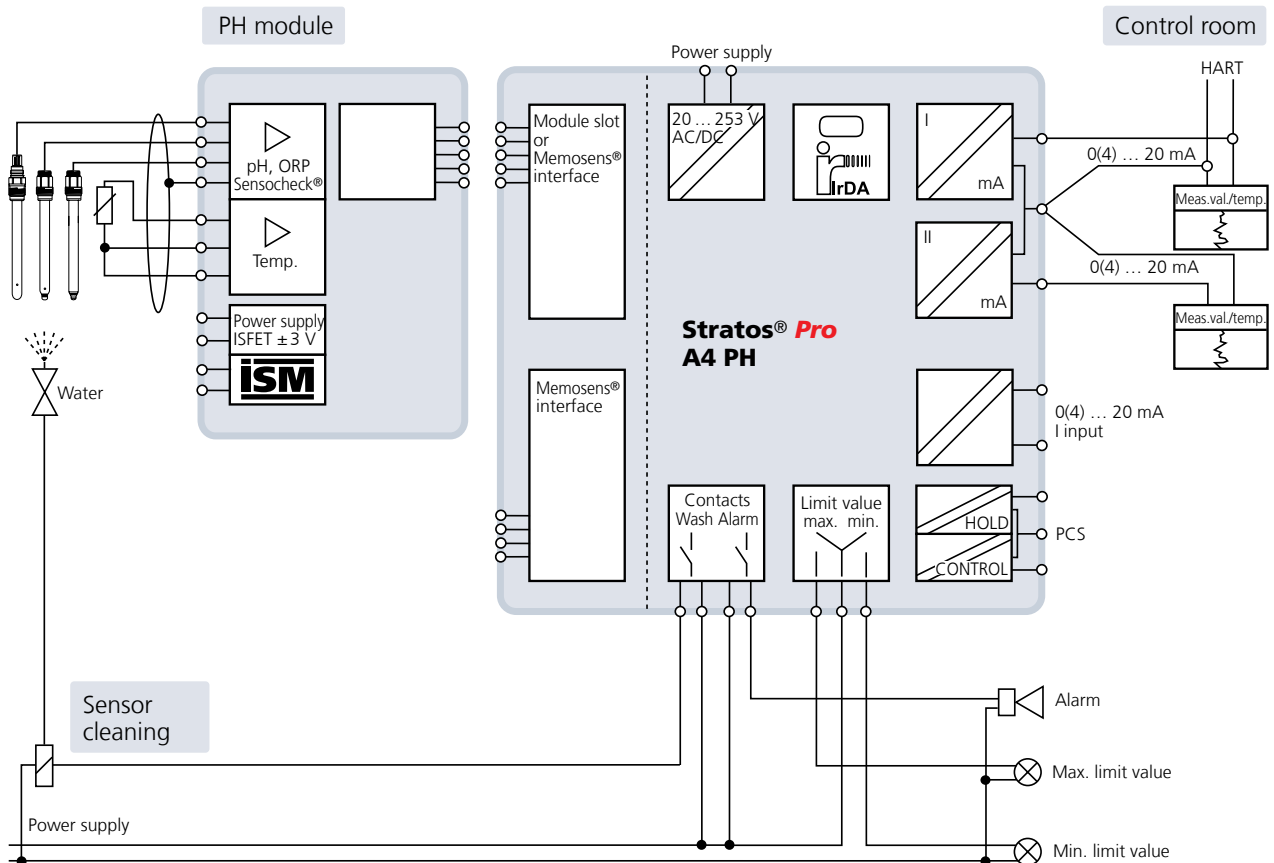 PH module
Control room
Power supply
HART
pH, ORP
Sensocheck®
Temp.
Power supply
ISFET ± 3 V
ISM
Water
Module slot
or
Memosens®
interface
20 … 253 V
AC/DC
IrDA
I
mA
II
mA
0(4) … 20 mA
Meas.val./temp.
0(4) … 20 mA
Meas.val./temp.
Stratos® Pro
A4 PH
Memosens®
interface
0(4) … 20 mA
I input
Contacts
Wash Alarm
Limit value
max. min.
HOLD
CONTROL
PCS
Sensor
cleaning
Alarm
Max. limit value
Power supply
Min. limit value